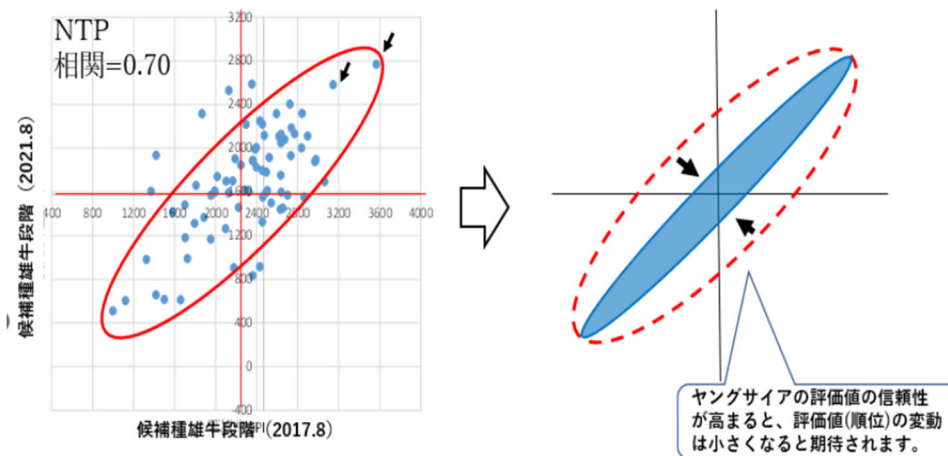 NTP
相関=0.70
3200
2800
2400
2000
1600
1200
800
400
0
-400
400 800 1200 1600 2000 2400 2800 3200 3600 4000
候補種雄牛段階（2021.8）
候補種雄牛段階PI(2017.8)
ヤングサイアの評価値の信頼性
が高まると、評価値(順位)の変動
は小さくなると期待されます。